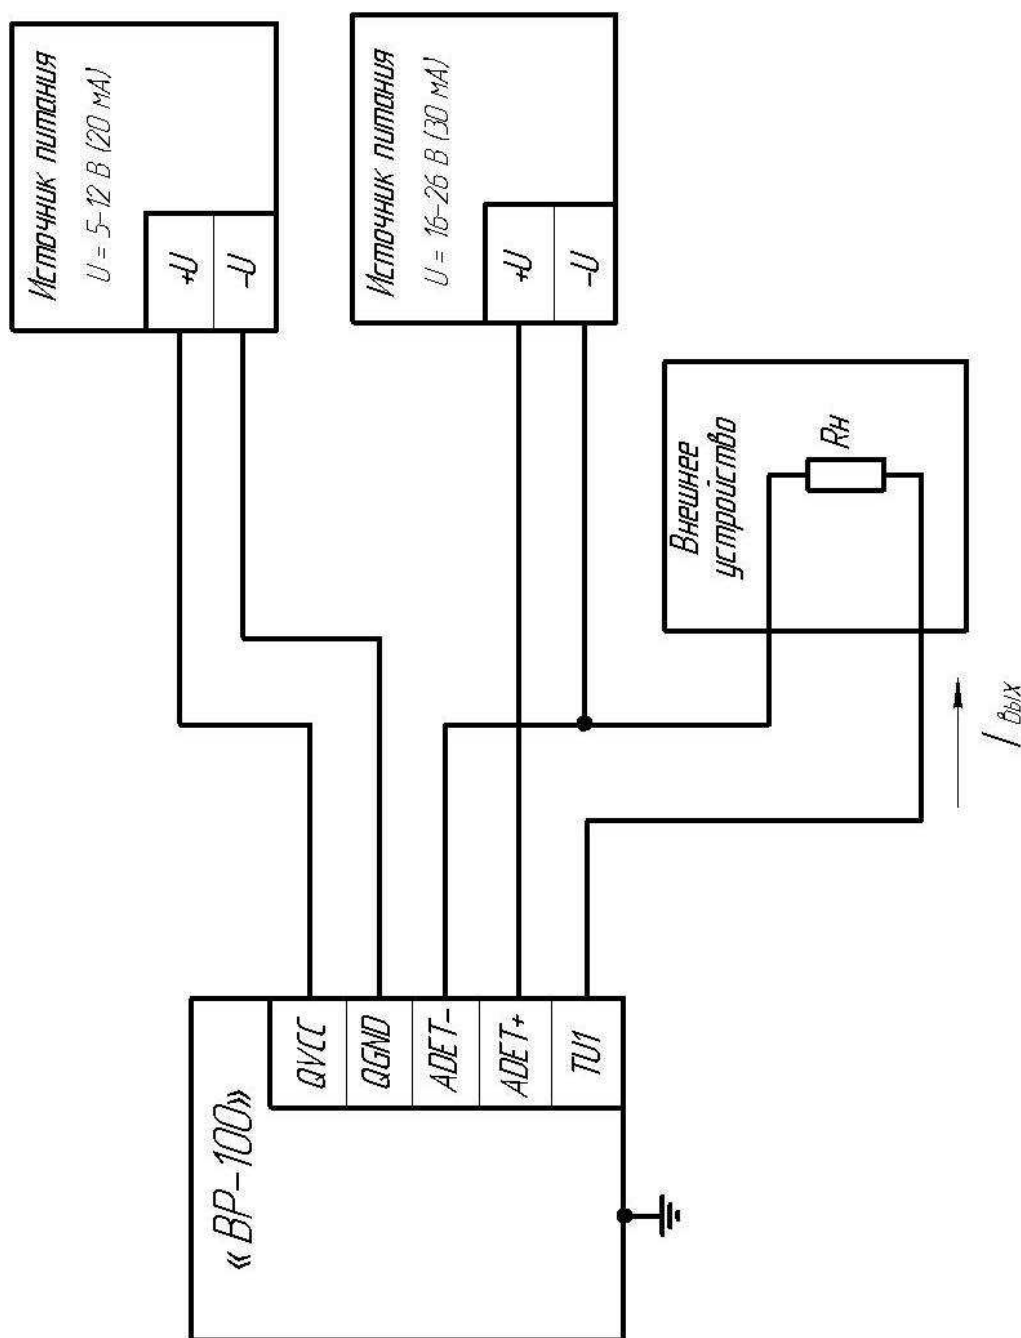 Источник питания
U = 5-12 В (20 мА)
+U
-U
Источник питания
U = 16-26 В (30 мА)
+U
-U
Внешнее
устройство
Rн
I вых
«ВР-100»
QVCC
QGND
ADET-
ADET+
TU1